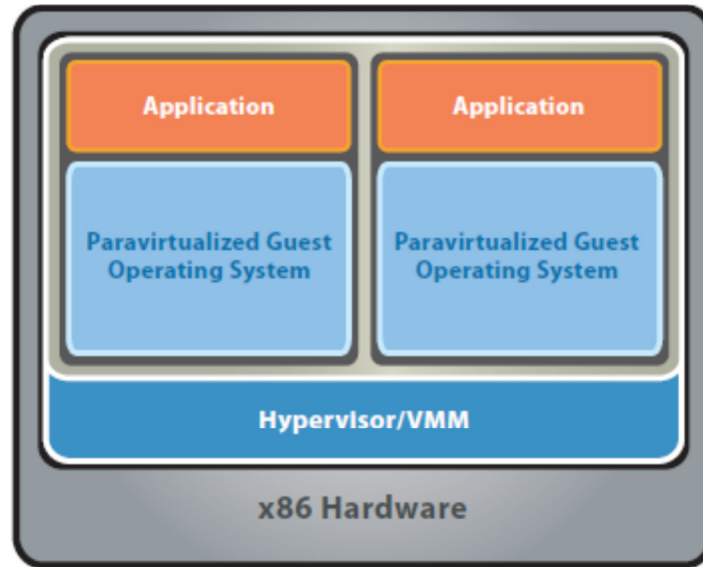 Application
Application
Paravirtualized Guest
Operating System
Paravirtualized Guest
Operating System
Hypervisor/VMM
x86 Hardware